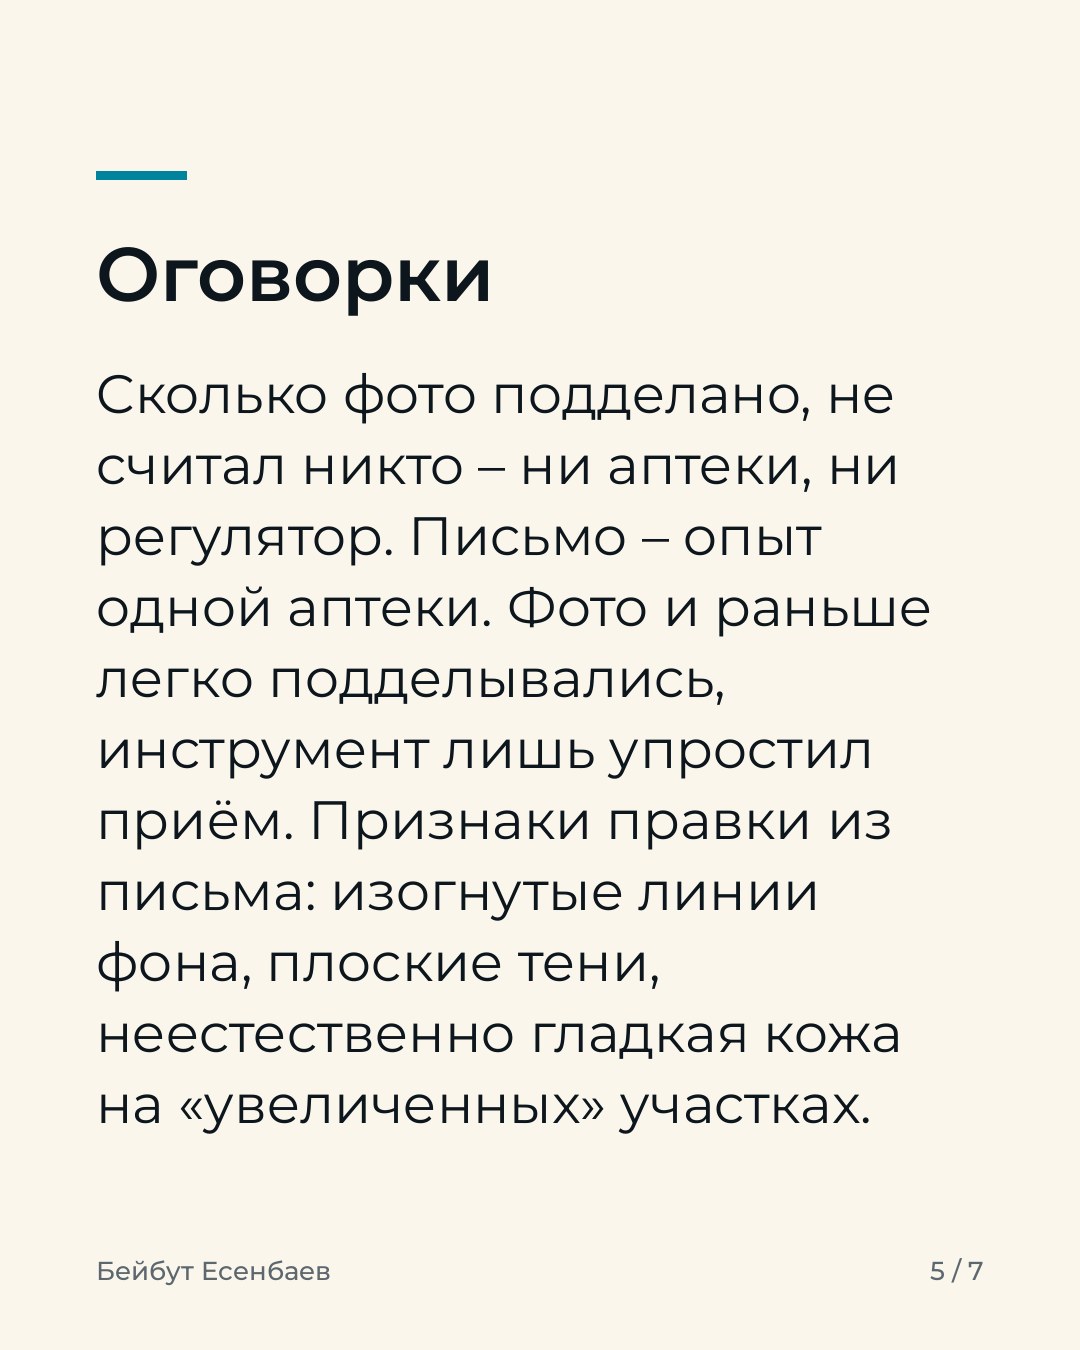 Оговорки
Сколько фото подделано, не
считал никто – ни аптеки, ни
регулятор. Письмо – опыт
одной аптеки. Фото и раньше
легко подделывались,
инструмент лишь упростил
приём. Признаки правки из
письма: изогнутые линии
фона, плоские тени,
неестественно гладкая кожа
на «увеличенных» участках.
Бейбут Есенбаев
5 / 7